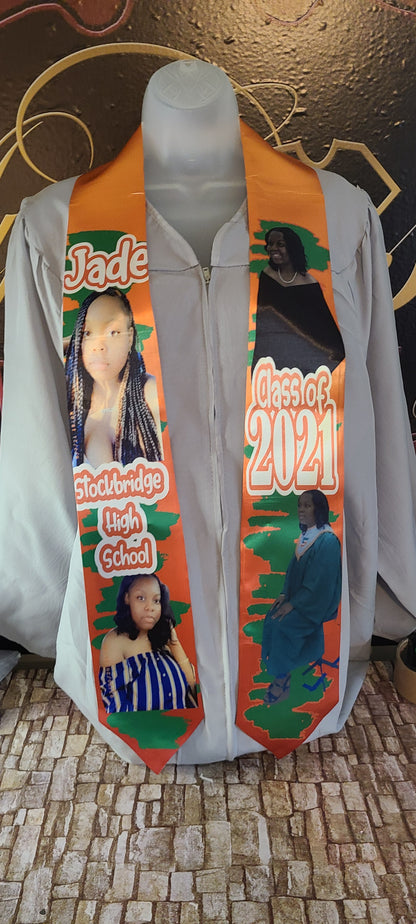 Jade
Stockbridge
High
School
Class of
2021